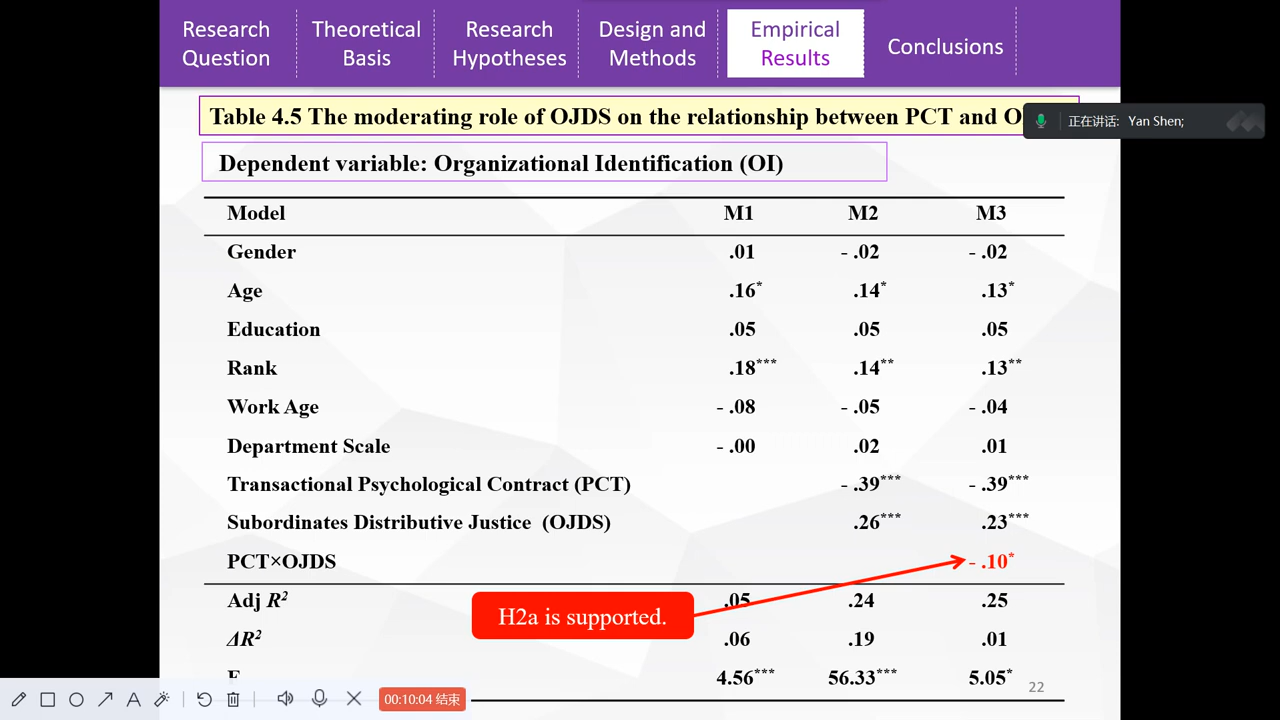 Research Question
Theoretical Basis
Research Hypotheses
Design and Methods
Empirical Results
Conclusions
Table 4.5 The moderating role of OJDS on the relationship between PCT and O
正在讲话: Yan Shen;
Dependent variable: Organizational Identification (OI)
Model M1 M2 M3
Gender .01 - .02 - .02
Age .16* .14* .13*
Education .05 .05 .05
Rank .18*** .14** .13**
Work Age - .08 - .05 - .04
Department Scale - .00 .02 .01
Transactional Psychological Contract (PCT) - .39*** - .39***
Subordinates Distributive Justice (OJDS) .26*** .23***
PCT×OJDS - .10*
Adj R² .05 .24 .25
H2a is supported.
ΔR² .06 .19 .01
F 4.56*** 56.33*** 5.05*
22
00:10:04 结束